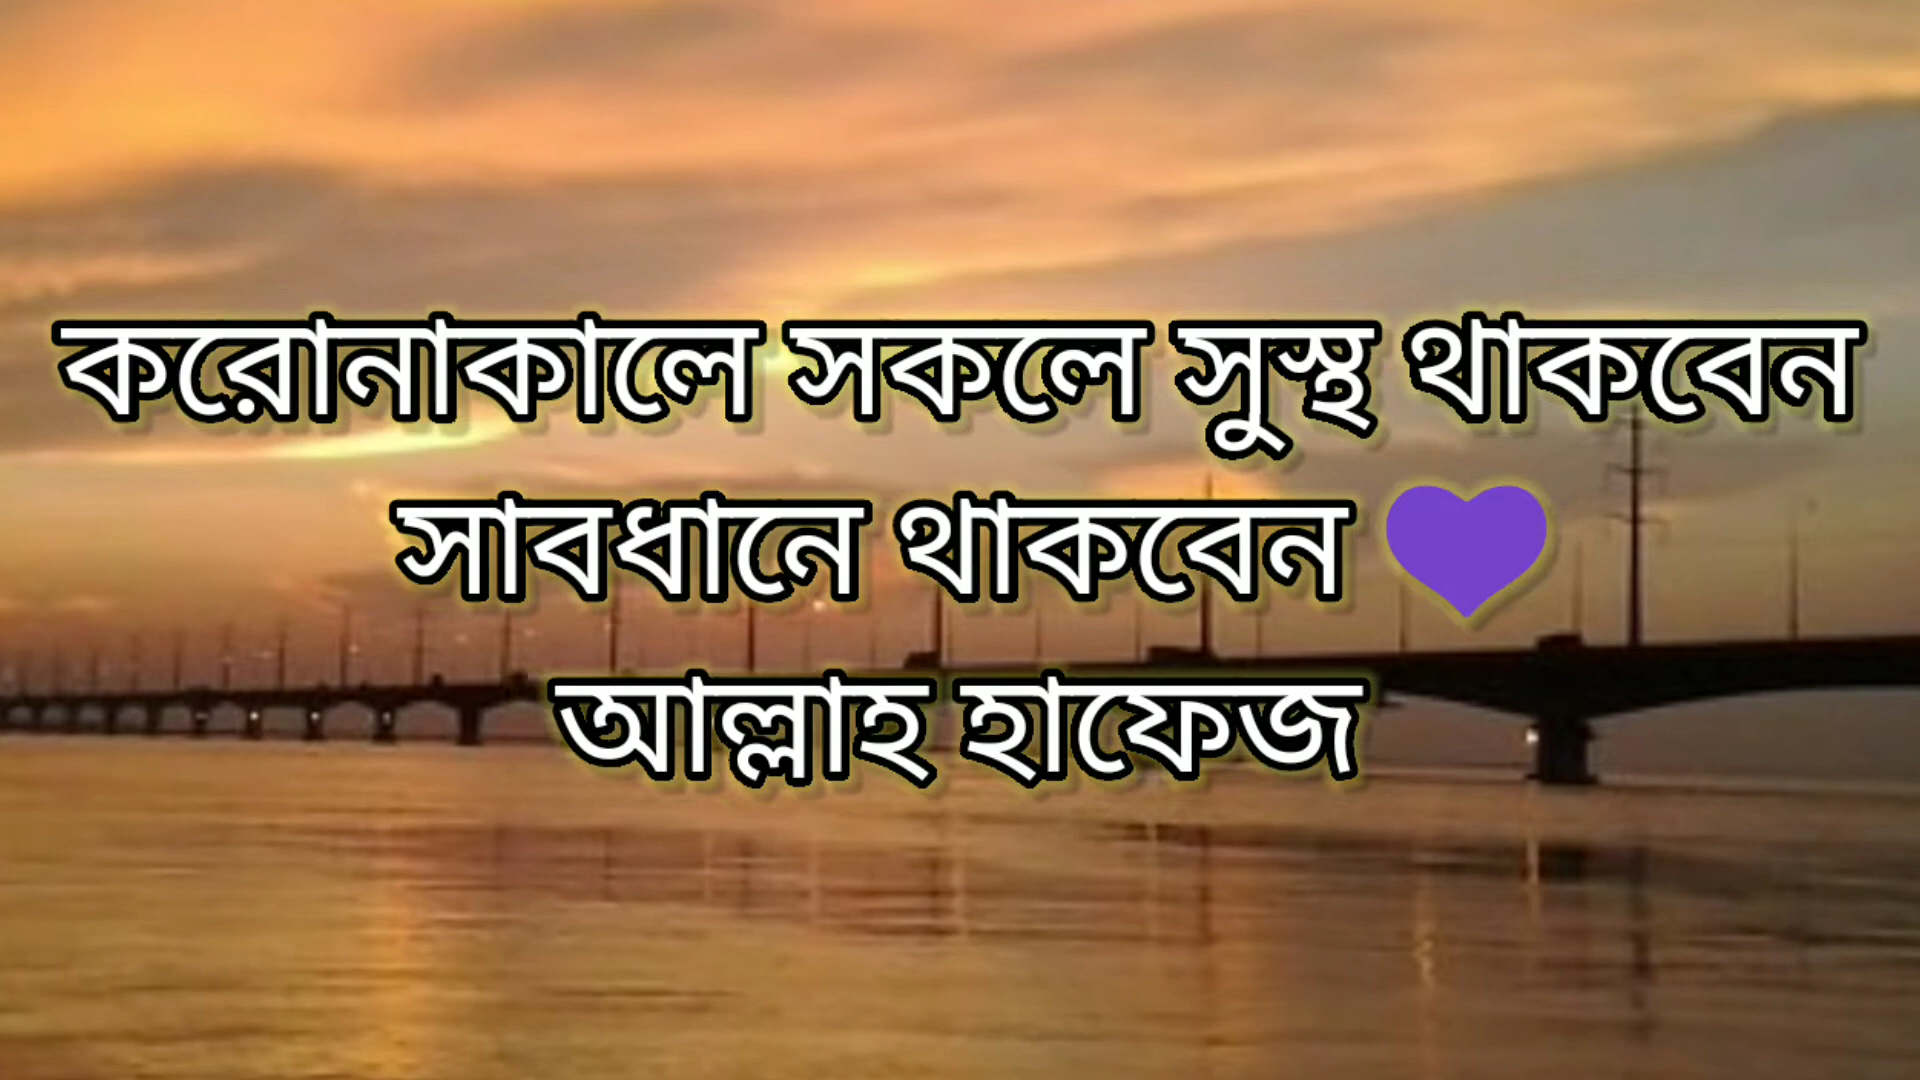 করোনাকালে সকলে সুস্থ থাকবেন
সাবধানে থাকবেন 💜
আল্লাহ হাফেজ